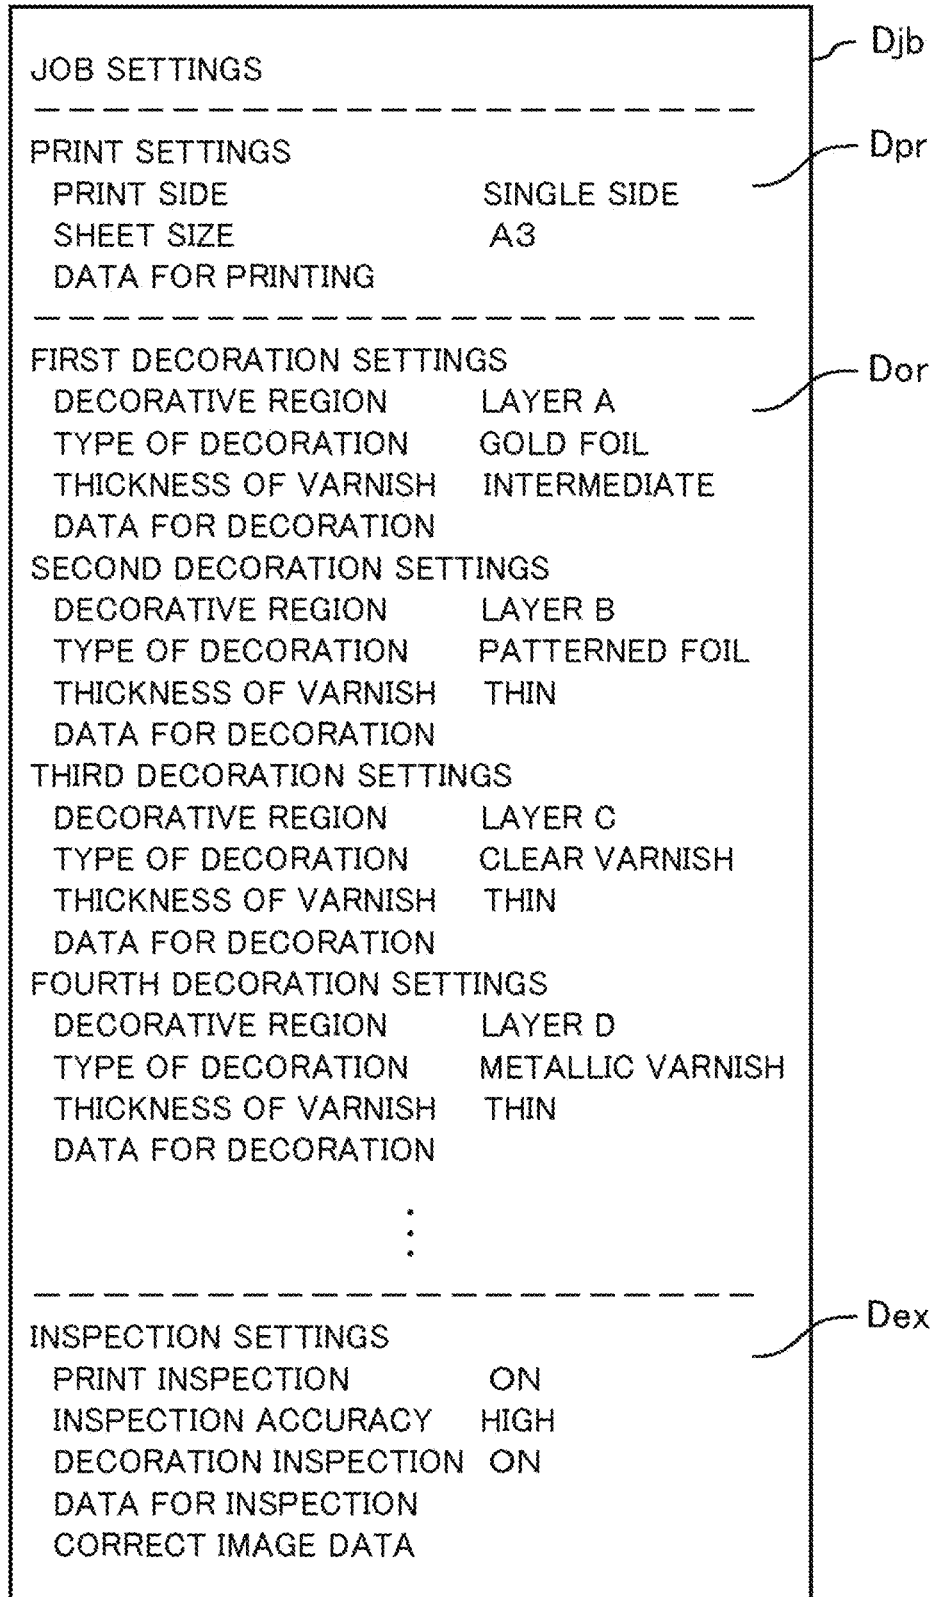 JOB SETTINGS Djb
PRINT SETTINGS Dpr
PRINT SIDE SINGLE SIDE
SHEET SIZE A3
DATA FOR PRINTING
FIRST DECORATION SETTINGS Dor
DECORATIVE REGION LAYER A
TYPE OF DECORATION GOLD FOIL
THICKNESS OF VARNISH INTERMEDIATE
DATA FOR DECORATION
SECOND DECORATION SETTINGS
DECORATIVE REGION LAYER B
TYPE OF DECORATION PATTERNED FOIL
THICKNESS OF VARNISH THIN
DATA FOR DECORATION
THIRD DECORATION SETTINGS
DECORATIVE REGION LAYER C
TYPE OF DECORATION CLEAR VARNISH
THICKNESS OF VARNISH THIN
DATA FOR DECORATION
FOURTH DECORATION SETTINGS
DECORATIVE REGION LAYER D
TYPE OF DECORATION METALLIC VARNISH
THICKNESS OF VARNISH THIN
DATA FOR DECORATION
⋮
INSPECTION SETTINGS Dex
PRINT INSPECTION ON
INSPECTION ACCURACY HIGH
DECORATION INSPECTION ON
DATA FOR INSPECTION
CORRECT IMAGE DATA